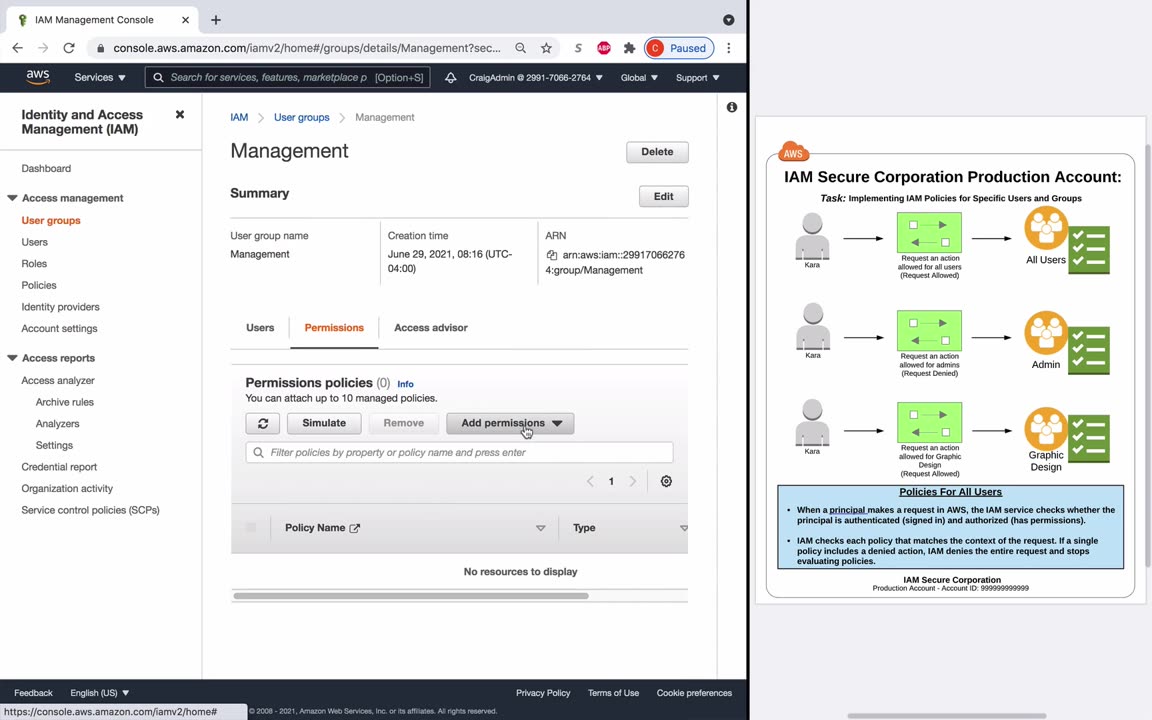 IAM Management Console
console.aws.amazon.com/iamv2/home#/groups/details/Management?sec...
S
ABP
C Paused
aws
Services
Search for services, features, marketplace p [Option+S]
CraigAdmin @ 2991-7066-2764
Global
Support
Identity and Access
Management (IAM)
Dashboard
Access management
User groups
Users
Roles
Policies
Identity providers
Account settings
Access reports
Access analyzer
Archive rules
Analyzers
Settings
Credential report
Organization activity
Service control policies (SCPs)
IAM > User groups > Management
Management
Delete
Summary
Edit
User group name
Management
Creation time
June 29, 2021, 08:16 (UTC-
04:00)
ARN
arn:aws:iam::29917066276
4:group/Management
Users
Permissions
Access advisor
Permissions policies (0) Info
You can attach up to 10 managed policies.
Simulate
Remove
Add permissions
Filter policies by property or policy name and press enter
1
Policy Name
Type
No resources to display
Feedback
English (US)
Privacy Policy
Terms of Use
Cookie preferences
https://console.aws.amazon.com/iamv2/home#
© 2008 - 2021, Amazon Web Services, Inc. or its affiliates. All rights reserved.
AWS
IAM Secure Corporation Production Account:
Task: Implementing IAM Policies for Specific Users and Groups
Kara
Request an action
allowed for all users
(Request Allowed)
All Users
Kara
Request an action
allowed for admins
(Request Denied)
Admin
Kara
Request an action
allowed for Graphic
Design
(Request Allowed)
Graphic
Design
Policies For All Users
• When a principal makes a request in AWS, the IAM service checks whether the
principal is authenticated (signed in) and authorized (has permissions).
• IAM checks each policy that matches the context of the request. If a single
policy includes a denied action, IAM denies the entire request and stops
evaluating policies.
IAM Secure Corporation
Production Account - Account ID: 999999999999